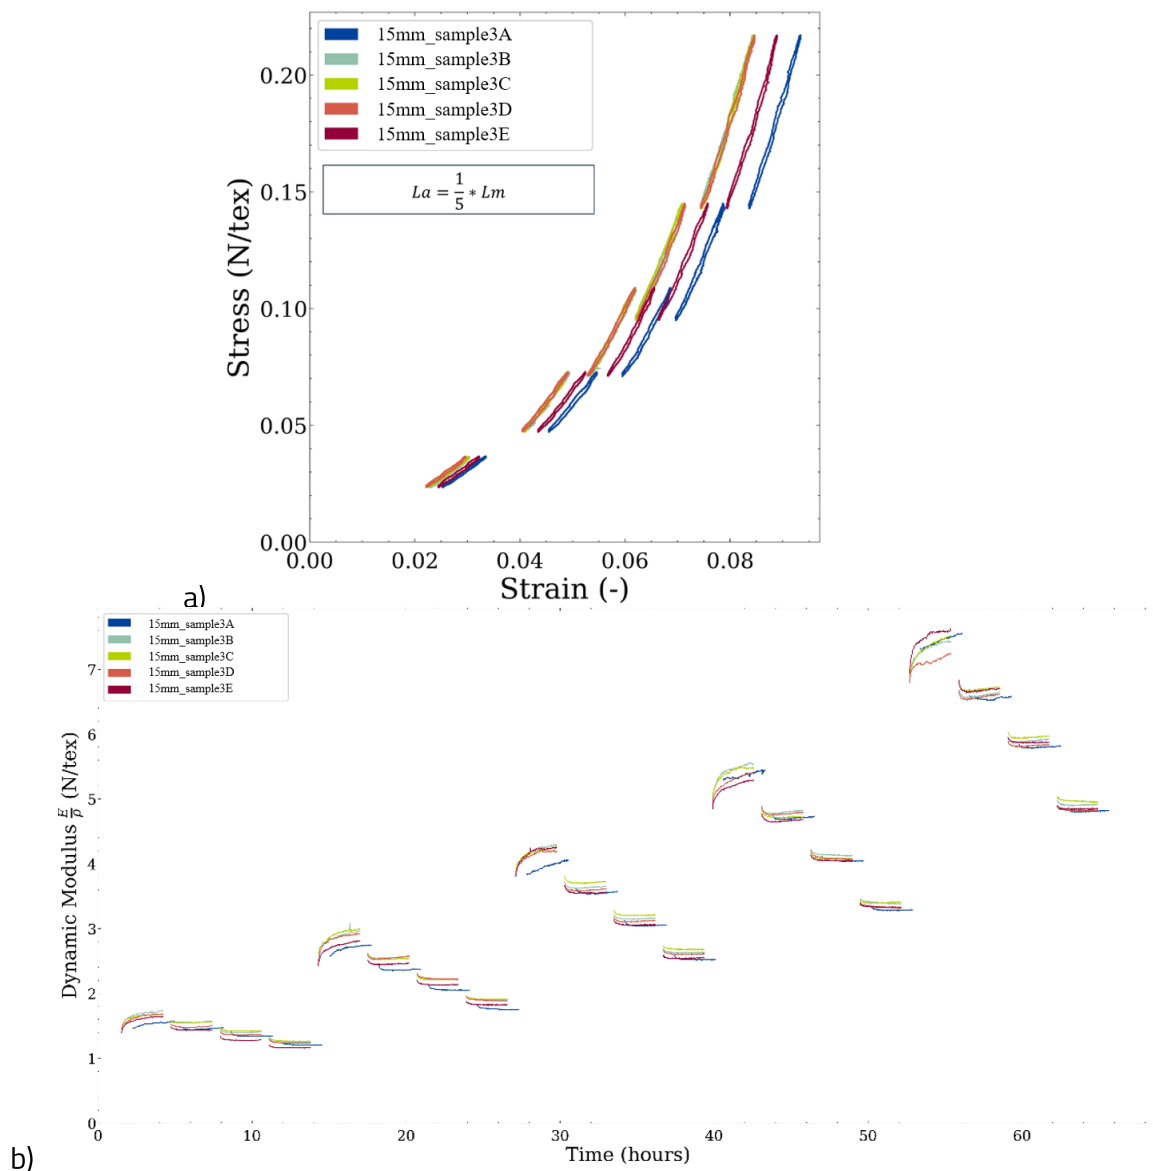 15mm_sample3A
15mm_sample3B
15mm_sample3C
15mm_sample3D
15mm_sample3E
La = 1/5 * Lm
Stress (N/tex)
0.20
0.15
0.10
0.05
0.00
0.00 0.02 0.04 0.06 0.08
Strain (-)
a)
15mm_sample3A
15mm_sample3B
15mm_sample3C
15mm_sample3D
15mm_sample3E
Dynamic Modulus E/ρ (N/tex)
7
6
5
4
3
2
1
0
0 10 20 30 40 50 60
Time (hours)
b)